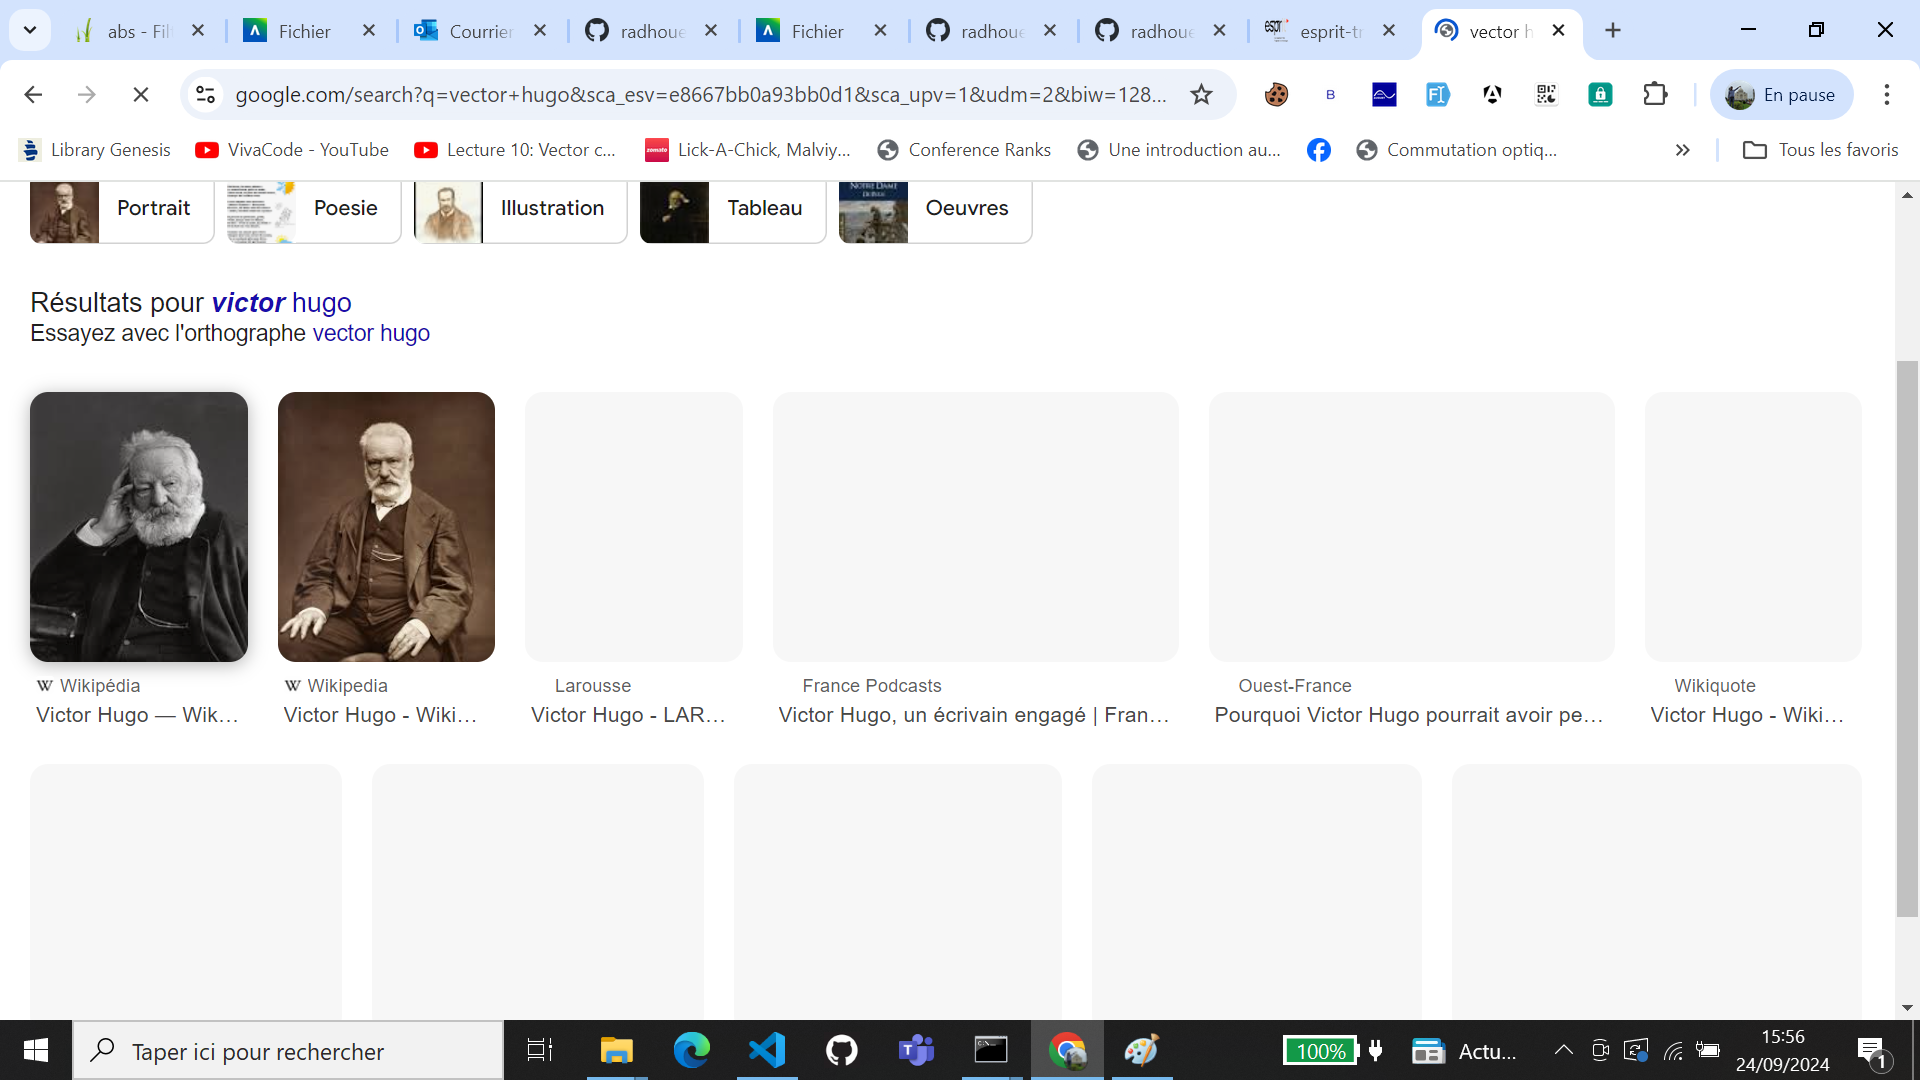 abs - Fil
Fichier
Courrier
radhoue
Fichier
radhoue
radhoue
esprit-tr
vector h
google.com/search?q=vector+hugo&sca_esv=e8667bb0a93bb0d1&sca_upv=1&udm=2&biw=128...
En pause
Library Genesis
VivaCode - YouTube
Lecture 10: Vector c...
Lick-A-Chick, Malviy...
Conference Ranks
Une introduction au...
Commutation optiq...
Tous les favoris
Portrait
Poesie
Illustration
Tableau
Oeuvres
Résultats pour victor hugo
Essayez avec l'orthographe vector hugo
Wikipédia
Victor Hugo — Wik...
Wikipedia
Victor Hugo - Wiki...
Larousse
Victor Hugo - LAR...
France Podcasts
Victor Hugo, un écrivain engagé | Fran...
Ouest-France
Pourquoi Victor Hugo pourrait avoir pe...
Wikiquote
Victor Hugo - Wiki...
Taper ici pour rechercher
100%
Actu...
15:56
24/09/2024
1